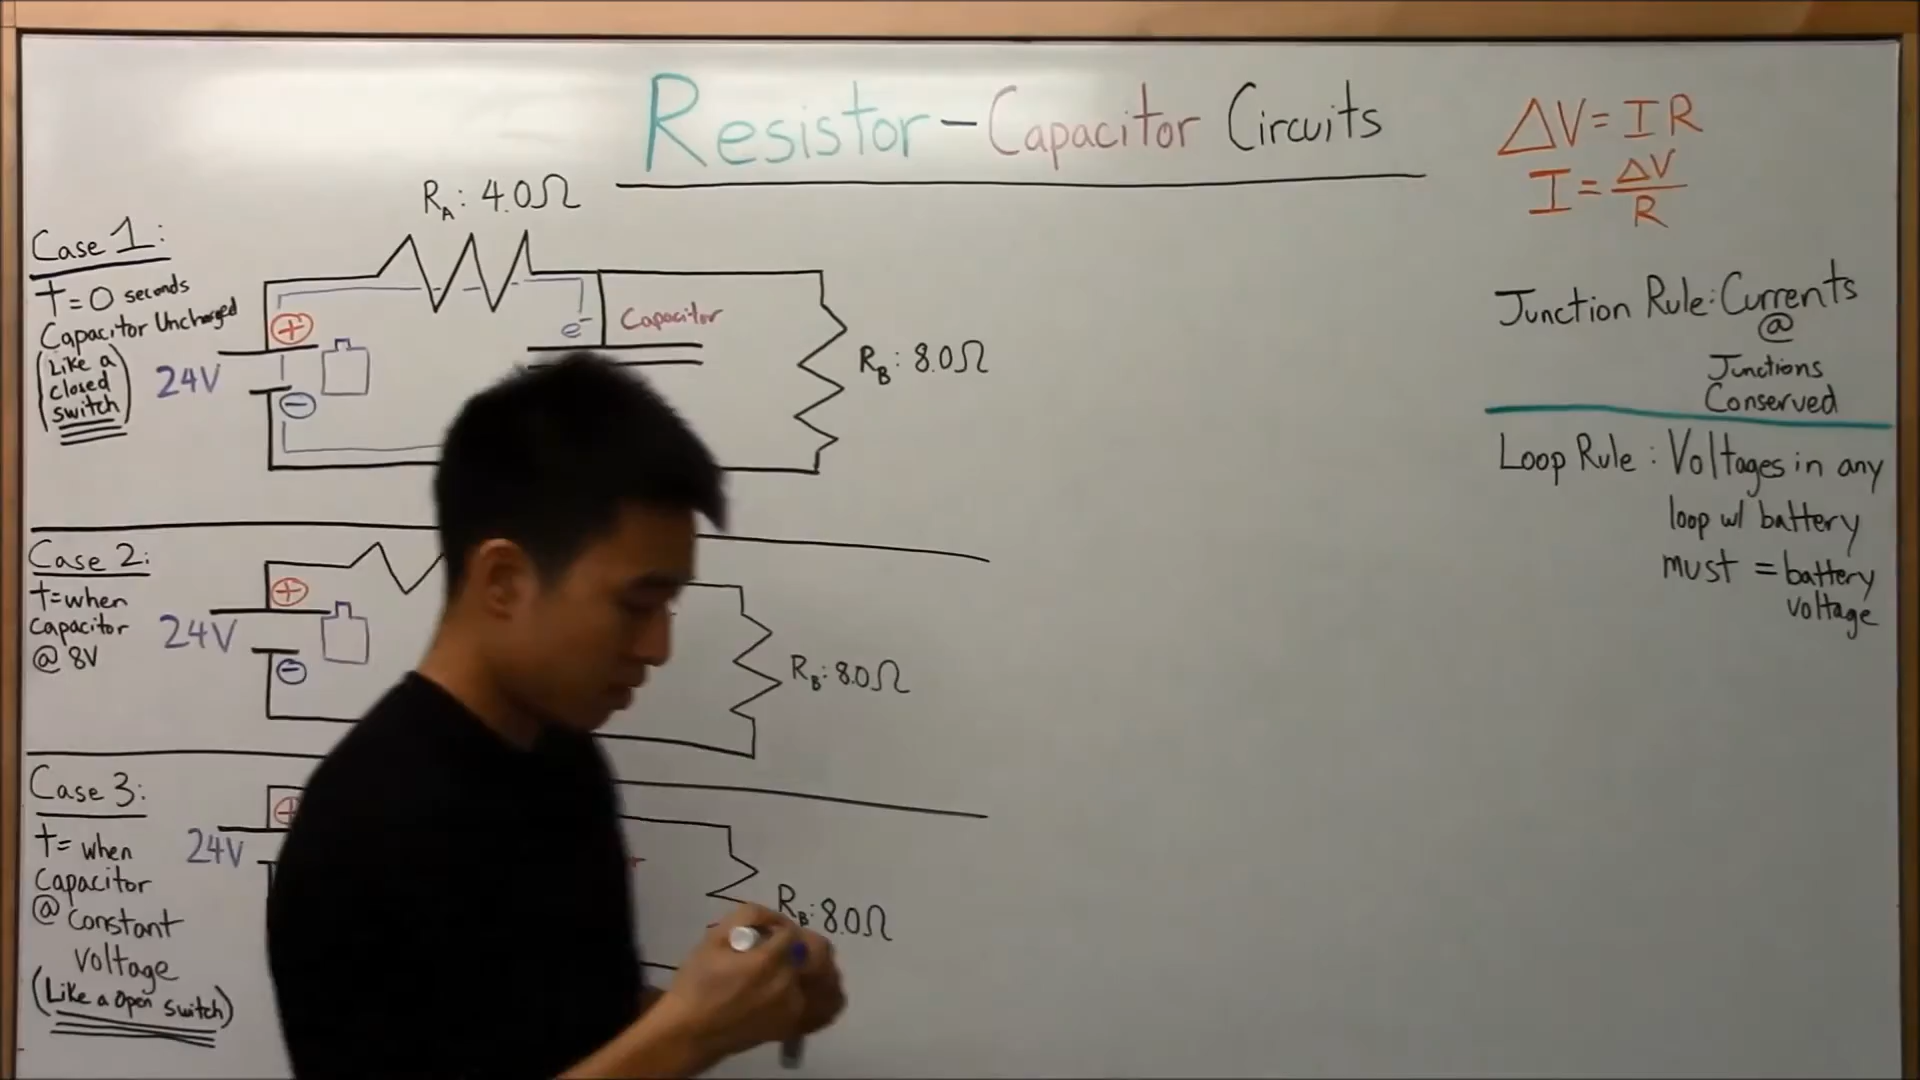 Resistor-Capacitor Circuits
ΔV = IR
I = ΔV/R
Junction Rule: Currents
@
Junctions
Conserved
Loop Rule: Voltages in any
loop w/ battery
must = battery
voltage
Case 1:
t=0 seconds
Capacitor Uncharged
(Like a
closed
switch)
24V
+
-
R_A: 4.0Ω
e⁻
Capacitor
R_B: 8.0Ω
Case 2:
t=when
capacitor
@ 8V
24V
+
-
R_B: 8.0Ω
Case 3:
t= when
Capacitor
@ constant
voltage
(Like a Open switch)
24V
+
R_B: 8.0Ω